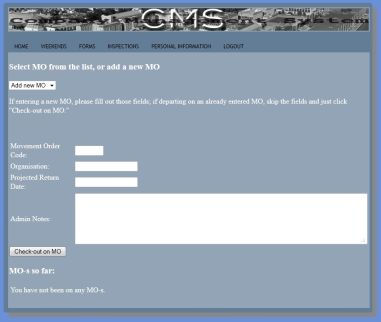 CMS
HOME WEEKENDS FORMS INSPECTIONS PERSONAL INFORMATION LOGOUT
Select MO from the list, or add a new MO
Add new MO
If entering a new MO, please fill out those fields; if departing on an already entered MO, skip the fields and just click
"Check-out on MO."
Movement Order
Code:
Organisation:
Projected Return
Date:
Admin Notes:
Check-out on MO
MO-s so far:
You have not been on any MO-s.